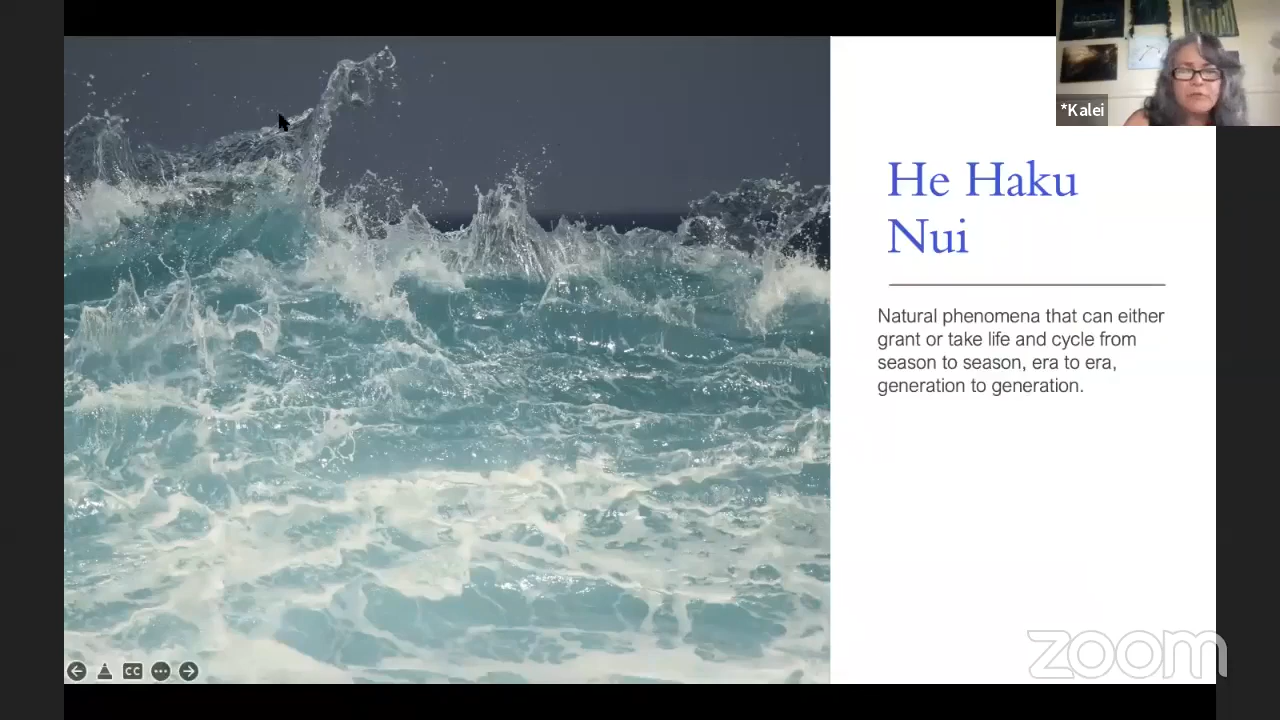 *Kalei
He Haku
Nui
Natural phenomena that can either
grant or take life and cycle from
season to season, era to era,
generation to generation.
CC
zoom